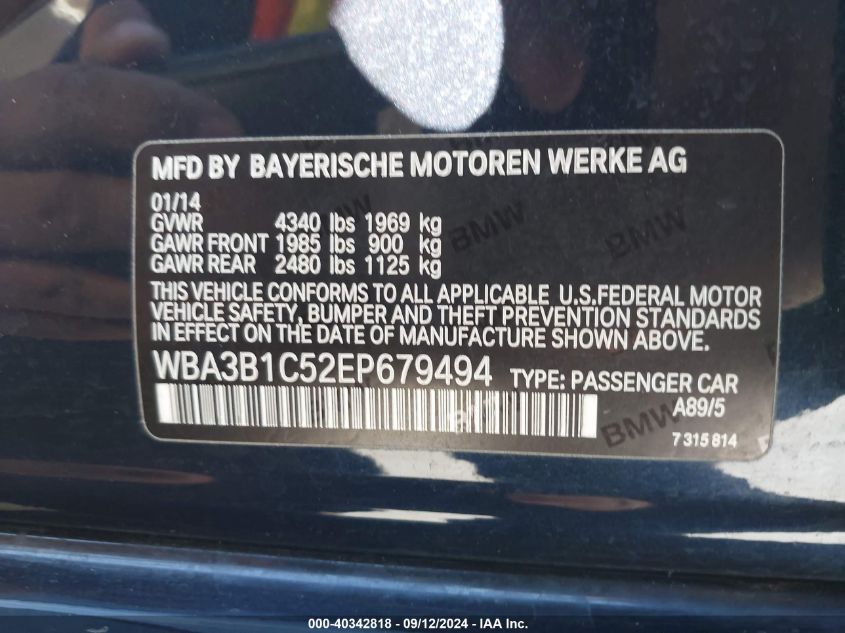 MFD BY BAYERISCHE MOTOREN WERKE AG
01/14
GVWR 4340 lbs 1969 kg
GAWR FRONT 1985 lbs 900 kg
GAWR REAR 2480 lbs 1125 kg
THIS VEHICLE CONFORMS TO ALL APPLICABLE U.S.FEDERAL MOTOR
VEHICLE SAFETY, BUMPER AND THEFT PREVENTION STANDARDS
IN EFFECT ON THE DATE OF MANUFACTURE SHOWN ABOVE.
WBA3B1C52EP679494 TYPE: PASSENGER CAR
A89/5
7 315 814
BMW
BMW
BMW
000-40342818 - 09/12/2024 - IAA Inc.